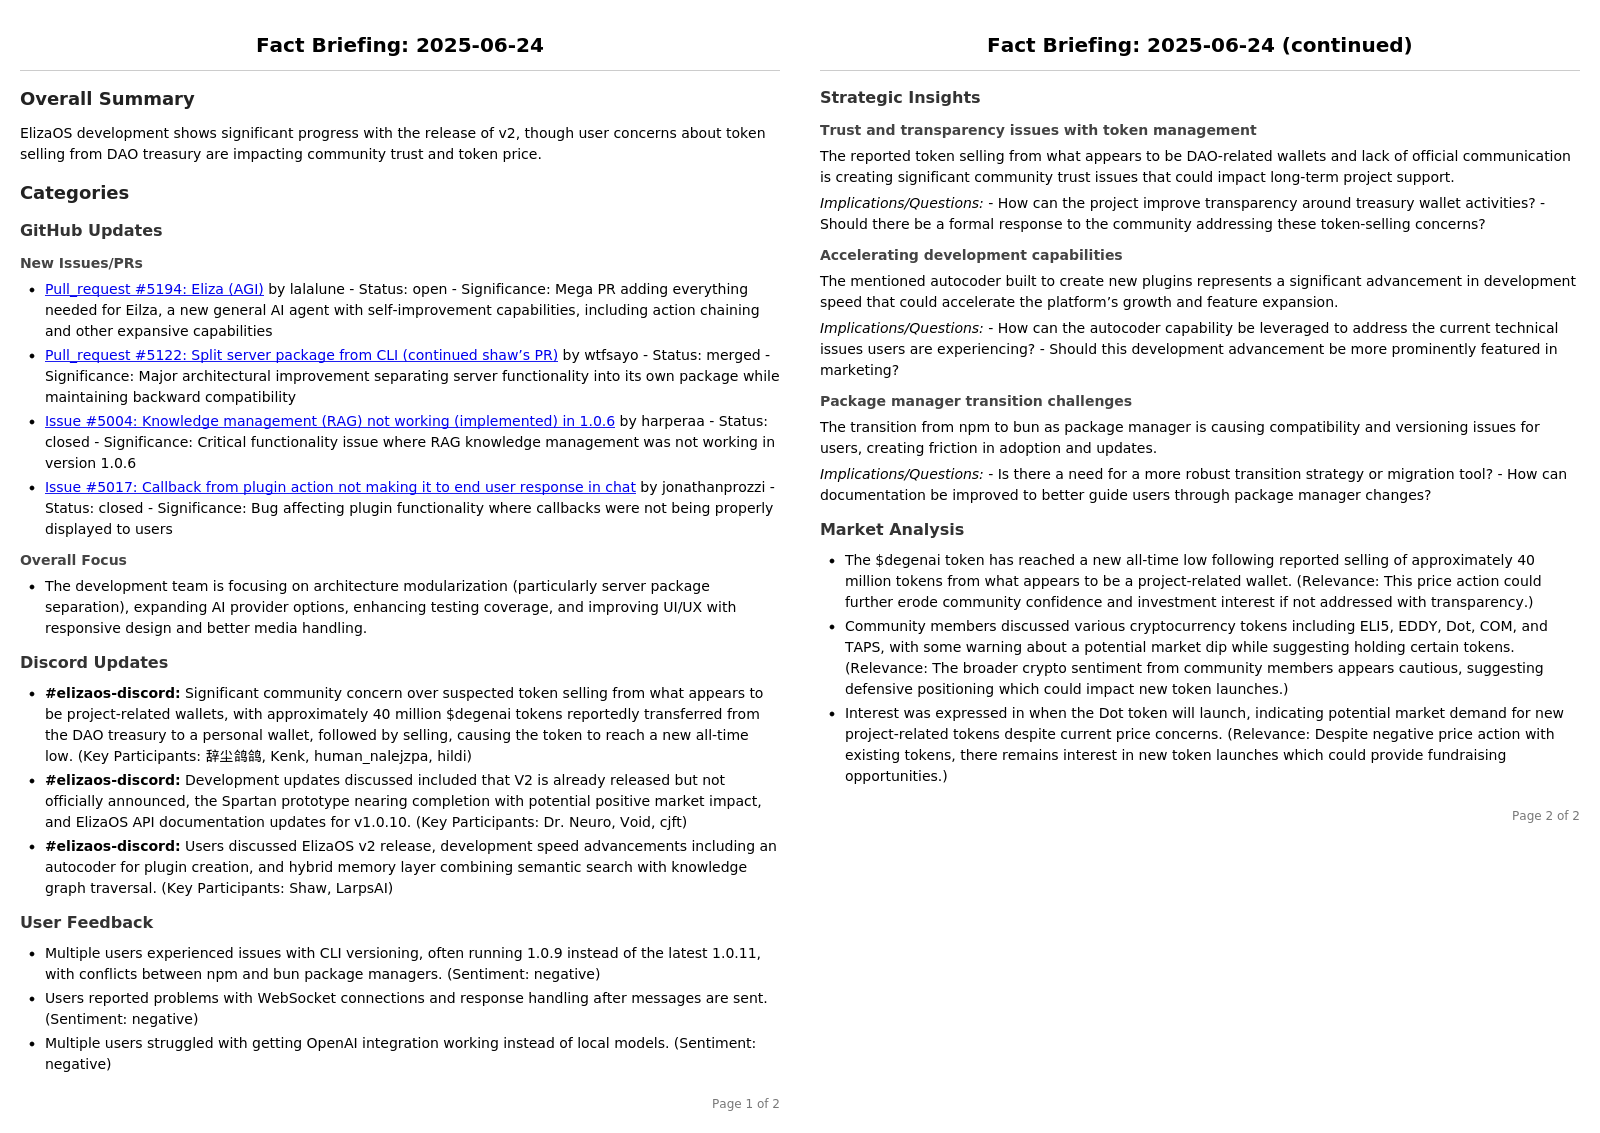 Fact Briefing: 2025-06-24
Overall Summary
ElizaOS development shows significant progress with the release of v2, though user concerns about token
selling from DAO treasury are impacting community trust and token price.
Categories
GitHub Updates
New Issues/PRs
• Pull_request #5194: Eliza (AGI) by lalalune - Status: open - Significance: Mega PR adding everything
needed for Eilza, a new general AI agent with self-improvement capabilities, including action chaining
and other expansive capabilities
• Pull_request #5122: Split server package from CLI (continued shaw’s PR) by wtfsayo - Status: merged -
Significance: Major architectural improvement separating server functionality into its own package while
maintaining backward compatibility
• Issue #5004: Knowledge management (RAG) not working (implemented) in 1.0.6 by harperaa - Status:
closed - Significance: Critical functionality issue where RAG knowledge management was not working in
version 1.0.6
• Issue #5017: Callback from plugin action not making it to end user response in chat by jonathanprozzi -
Status: closed - Significance: Bug affecting plugin functionality where callbacks were not being properly
displayed to users
Overall Focus
• The development team is focusing on architecture modularization (particularly server package
separation), expanding AI provider options, enhancing testing coverage, and improving UI/UX with
responsive design and better media handling.
Discord Updates
• #elizaos-discord: Significant community concern over suspected token selling from what appears to
be project-related wallets, with approximately 40 million $degenai tokens reportedly transferred from
the DAO treasury to a personal wallet, followed by selling, causing the token to reach a new all-time
low. (Key Participants: 辞尘鸽鸽, Kenk, human_nalejzpa, hildi)
• #elizaos-discord: Development updates discussed included that V2 is already released but not
officially announced, the Spartan prototype nearing completion with potential positive market impact,
and ElizaOS API documentation updates for v1.0.10. (Key Participants: Dr. Neuro, Void, cjft)
• #elizaos-discord: Users discussed ElizaOS v2 release, development speed advancements including an
autocoder for plugin creation, and hybrid memory layer combining semantic search with knowledge
graph traversal. (Key Participants: Shaw, LarpsAI)
User Feedback
• Multiple users experienced issues with CLI versioning, often running 1.0.9 instead of the latest 1.0.11,
with conflicts between npm and bun package managers. (Sentiment: negative)
• Users reported problems with WebSocket connections and response handling after messages are sent.
(Sentiment: negative)
• Multiple users struggled with getting OpenAI integration working instead of local models. (Sentiment:
negative)
Page 1 of 2
Fact Briefing: 2025-06-24 (continued)
Strategic Insights
Trust and transparency issues with token management
The reported token selling from what appears to be DAO-related wallets and lack of official communication
is creating significant community trust issues that could impact long-term project support.
Implications/Questions: - How can the project improve transparency around treasury wallet activities? -
Should there be a formal response to the community addressing these token-selling concerns?
Accelerating development capabilities
The mentioned autocoder built to create new plugins represents a significant advancement in development
speed that could accelerate the platform’s growth and feature expansion.
Implications/Questions: - How can the autocoder capability be leveraged to address the current technical
issues users are experiencing? - Should this development advancement be more prominently featured in
marketing?
Package manager transition challenges
The transition from npm to bun as package manager is causing compatibility and versioning issues for
users, creating friction in adoption and updates.
Implications/Questions: - Is there a need for a more robust transition strategy or migration tool? - How can
documentation be improved to better guide users through package manager changes?
Market Analysis
• The $degenai token has reached a new all-time low following reported selling of approximately 40
million tokens from what appears to be a project-related wallet. (Relevance: This price action could
further erode community confidence and investment interest if not addressed with transparency.)
• Community members discussed various cryptocurrency tokens including ELI5, EDDY, Dot, COM, and
TAPS, with some warning about a potential market dip while suggesting holding certain tokens.
(Relevance: The broader crypto sentiment from community members appears cautious, suggesting
defensive positioning which could impact new token launches.)
• Interest was expressed in when the Dot token will launch, indicating potential market demand for new
project-related tokens despite current price concerns. (Relevance: Despite negative price action with
existing tokens, there remains interest in new token launches which could provide fundraising
opportunities.)
Page 2 of 2